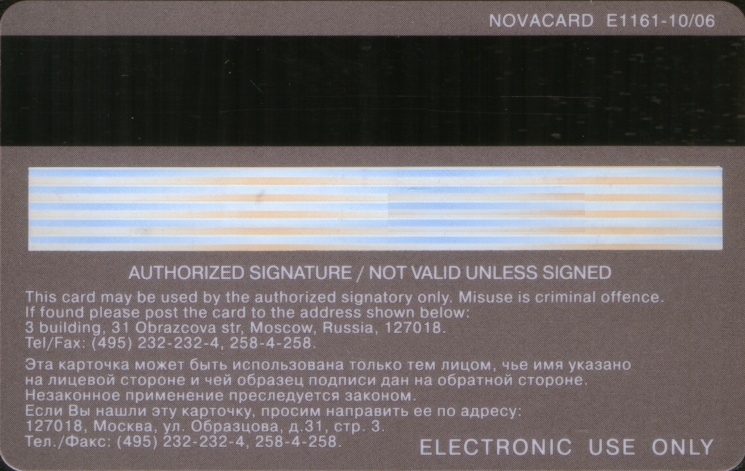 NOVACARD E1161-10/06
AUTHORIZED SIGNATURE / NOT VALID UNLESS SIGNED
This card may be used by the authorized signatory only. Misuse is criminal offence.
If found please post the card to the address shown below:
3 building, 31 Obrazcova str, Moscow, Russia, 127018.
Tel/Fax: (495) 232-232-4, 258-4-258.
Эта карточка может быть использована только тем лицом, чье имя указано
на лицевой стороне и чей образец подписи дан на обратной стороне.
Незаконное применение преследуется законом.
Если Вы нашли эту карточку, просим направить ее по адресу:
127018, Москва, ул. Образцова, д.31, стр. 3.
Тел./Факс: (495) 232-232-4, 258-4-258.
ELECTRONIC USE ONLY